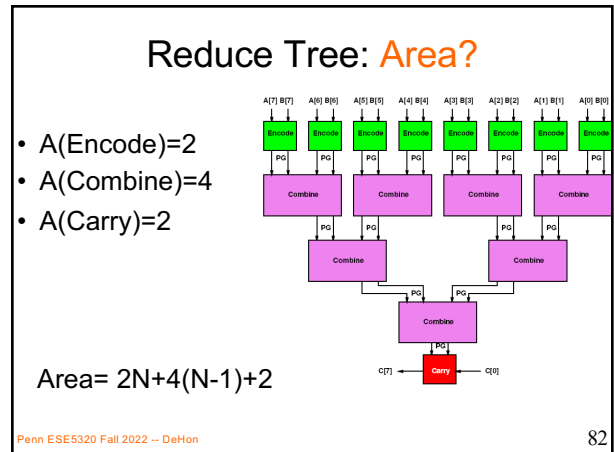 Reduce Tree: Area?
A[7] B[7] A[6] B[6] A[5] B[5] A[4] B[4] A[3] B[3] A[2] B[2] A[1] B[1] A[0] B[0]
Encode Encode Encode Encode Encode Encode Encode Encode
PG PG PG PG PG PG PG PG
Combine Combine Combine Combine
PG PG PG PG
Combine Combine
PG PG
Combine
PG
C[7] Carry C[0]
• A(Encode)=2
• A(Combine)=4
• A(Carry)=2
Area= 2N+4(N-1)+2
Penn ESE5320 Fall 2022 -- DeHon
82